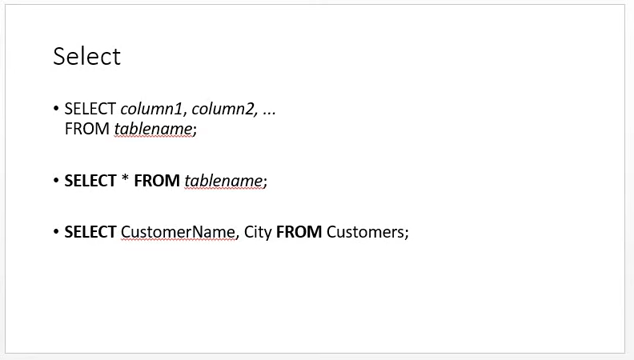 Select
• SELECT column1, column2, ...
FROM tablename;
• SELECT * FROM tablename;
• SELECT CustomerName, City FROM Customers;